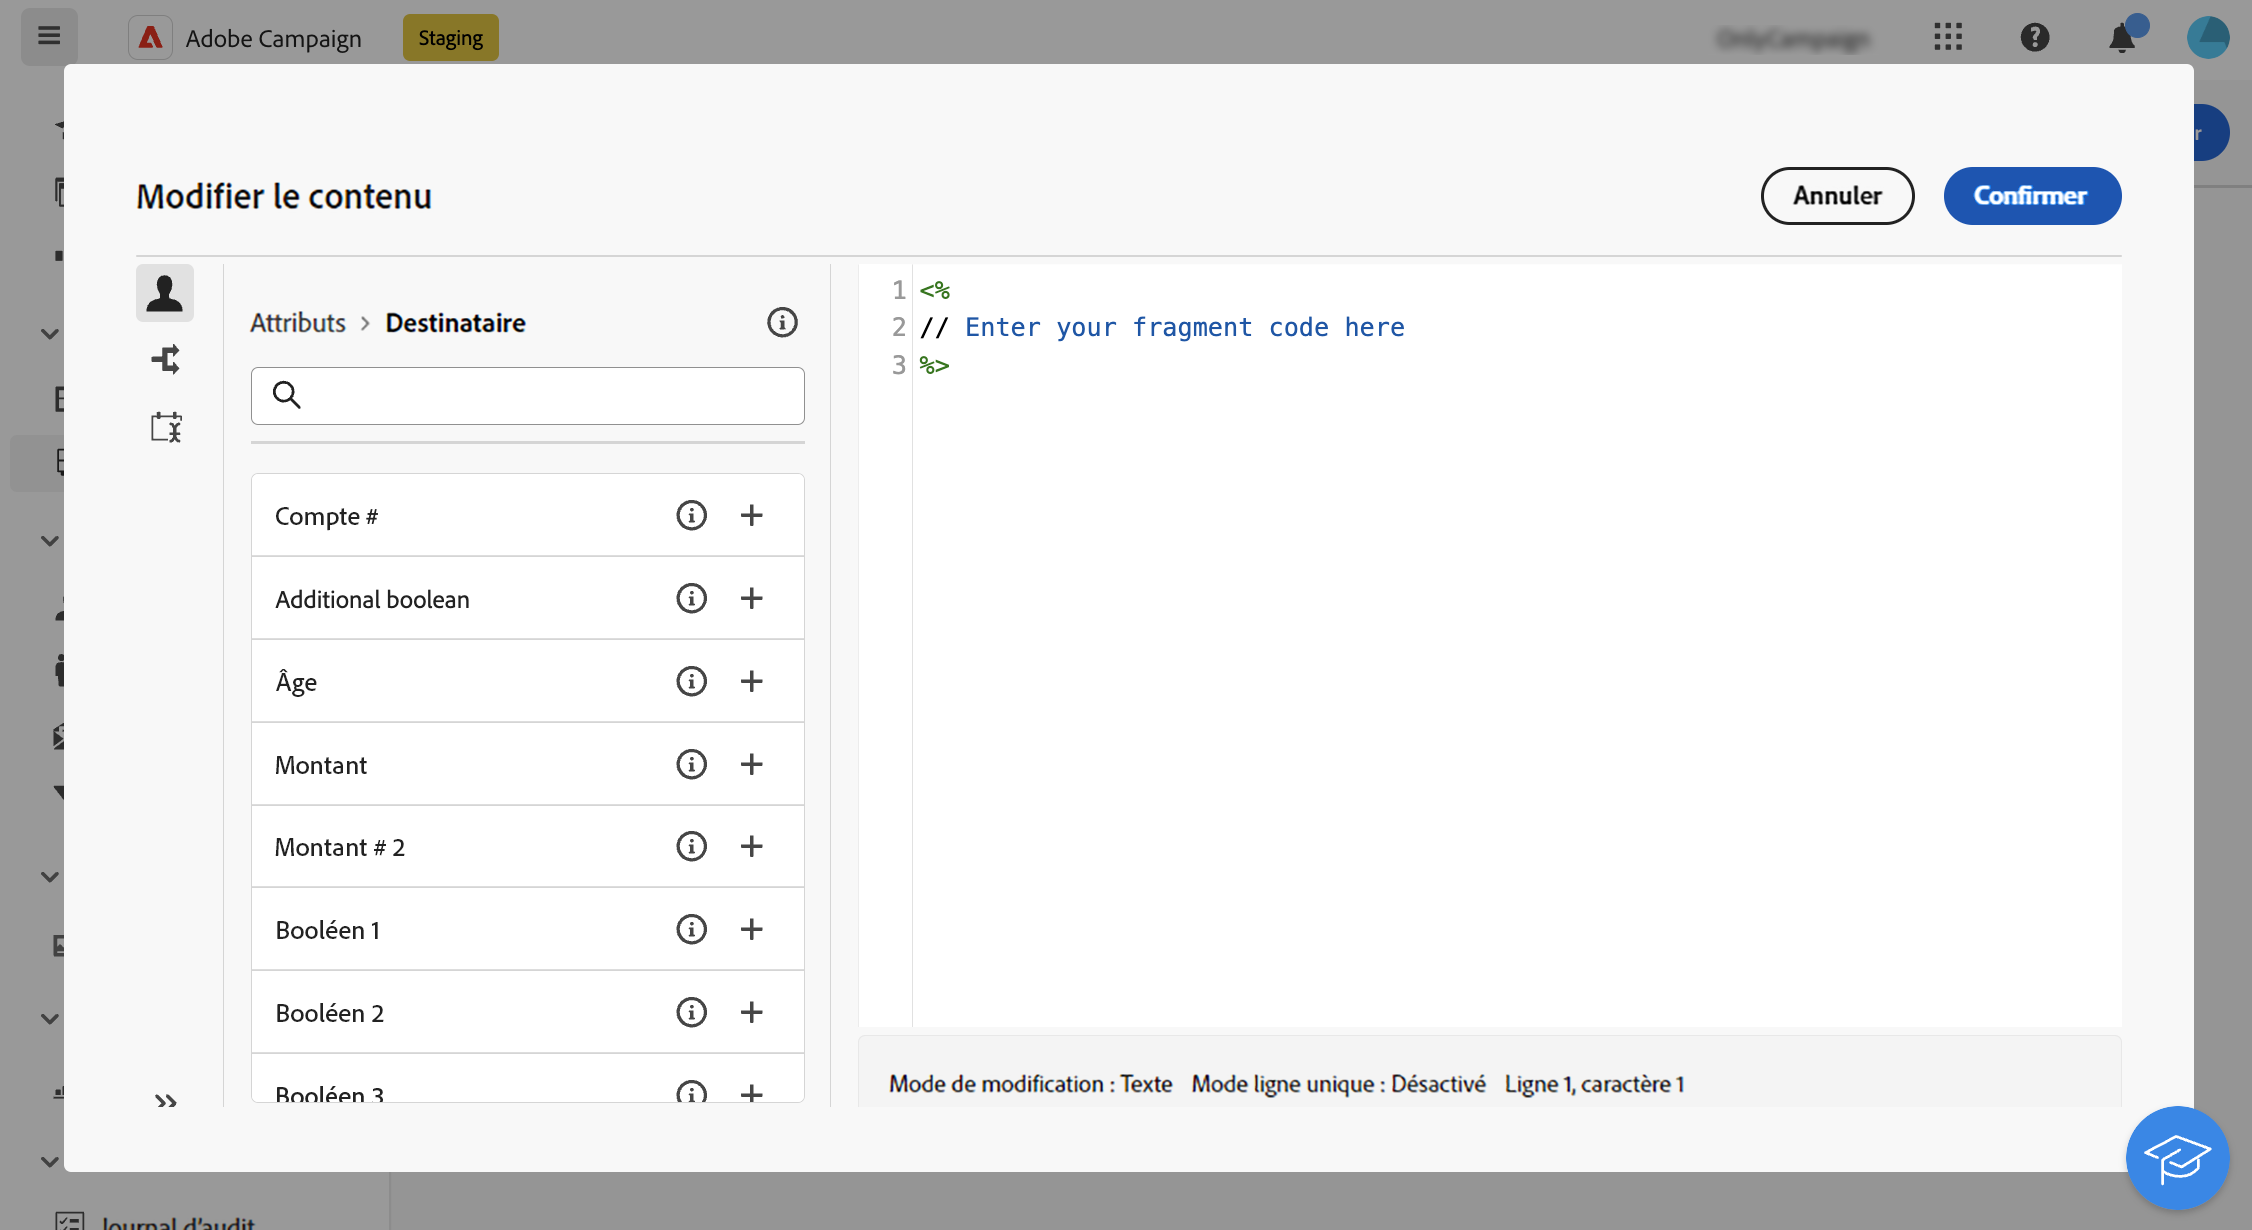 Adobe Campaign Staging
Modifier le contenu
Annuler
Confirmer
Attributs > Destinataire
Compte #
Additional boolean
Âge
Montant
Montant # 2
Booléen 1
Booléen 2
Booléen 3
1 <%
2 // Enter your fragment code here
3 %>
Mode de modification : Texte Mode ligne unique : Désactivé Ligne 1, caractère 1
Journal d'audit